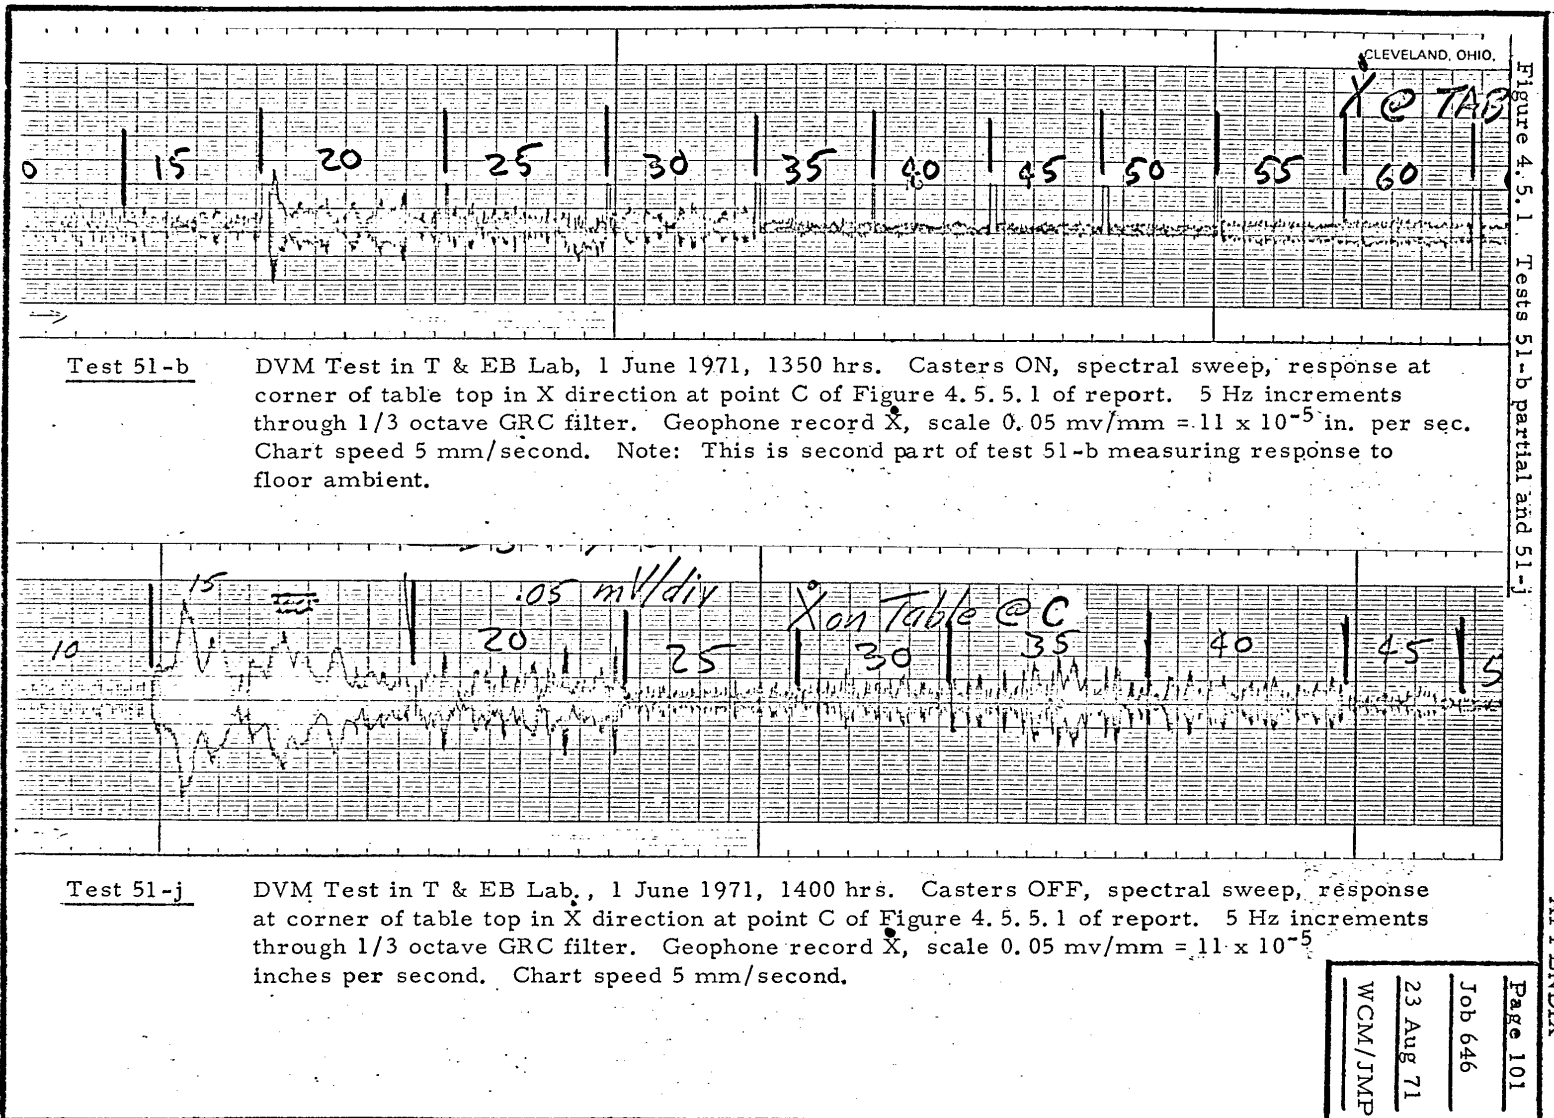 CLEVELAND, OHIO.
Ẋ @ TAB
0 15 20 25 30 35 40 45 50 55 60
Test 51-b
DVM Test in T & EB Lab, 1 June 1971, 1350 hrs. Casters ON, spectral sweep, response at
corner of table top in X direction at point C of Figure 4.5.5.1 of report. 5 Hz increments
through 1/3 octave GRC filter. Geophone record Ẋ, scale 0.05 mv/mm = 11 x 10⁻⁵ in. per sec.
Chart speed 5 mm/second. Note: This is second part of test 51-b measuring response to
floor ambient.
.05 mV/div
Ẋ on Table @ C
10 15 20 25 30 35 40 45 5
Test 51-j
DVM Test in T & EB Lab., 1 June 1971, 1400 hrs. Casters OFF, spectral sweep, response
at corner of table top in Ẋ direction at point C of Figure 4.5.5.1 of report. 5 Hz increments
through 1/3 octave GRC filter. Geophone record Ẋ, scale 0.05 mv/mm = 11 x 10⁻⁵
inches per second. Chart speed 5 mm/second.
Figure 4.5.1. Tests 51-b partial and 51-j
Page 101
Job 646
23 Aug 71
WCM/JMP